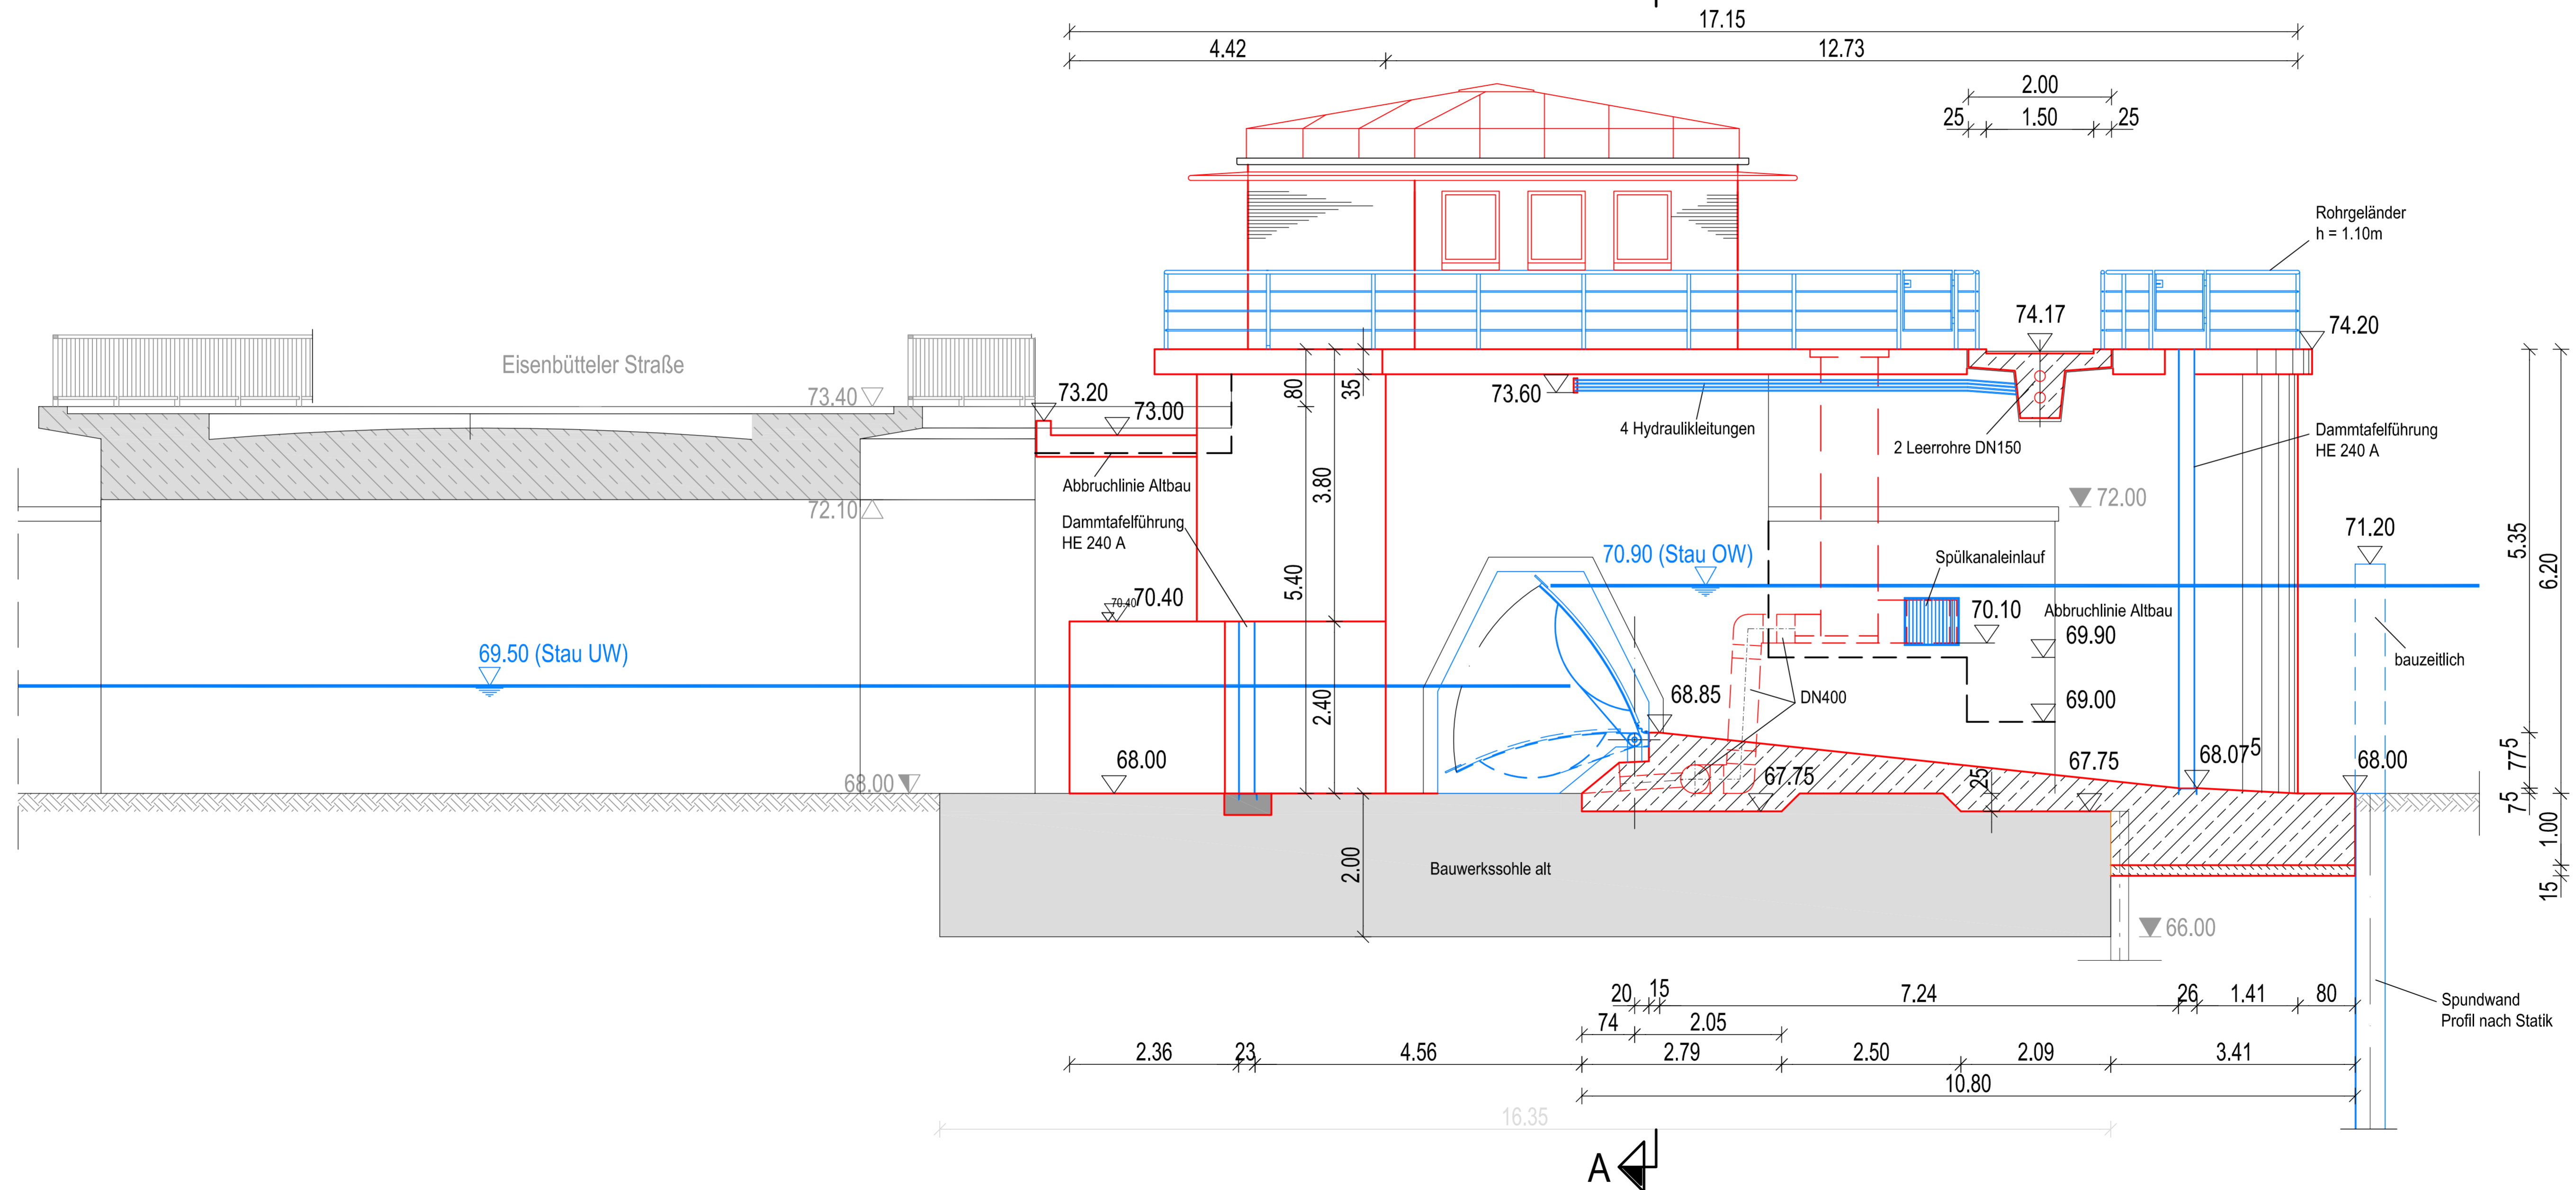 17.15
4.42
12.73
2.00
25
1.50
25
Rohrgeländer
h = 1.10m
74.17
74.20
Eisenbütteler Straße
73.40
73.20
73.00
80
35
73.60
4 Hydraulikleitungen
2 Leerrohre DN150
Dammtafelführung
HE 240 A
Abbruchlinie Altbau
3.80
72.10
72.00
Dammtafelführung
HE 240 A
71.20
5.35
6.20
70.90 (Stau OW)
Spülkanaleinlauf
5.40
70.40
70.40
70.10
Abbruchlinie Altbau
69.90
69.50 (Stau UW)
bauzeitlich
2.40
68.85
DN400
69.00
68.00
68.00
67.75
25
67.75
68.07⁵
68.00
77⁵
7⁵
1.00
15
2.00
Bauwerkssohle alt
66.00
20
15
7.24
26
1.41
80
Spundwand
Profil nach Statik
74
2.05
2.36
23
4.56
2.79
2.50
2.09
3.41
10.80
16.35
A